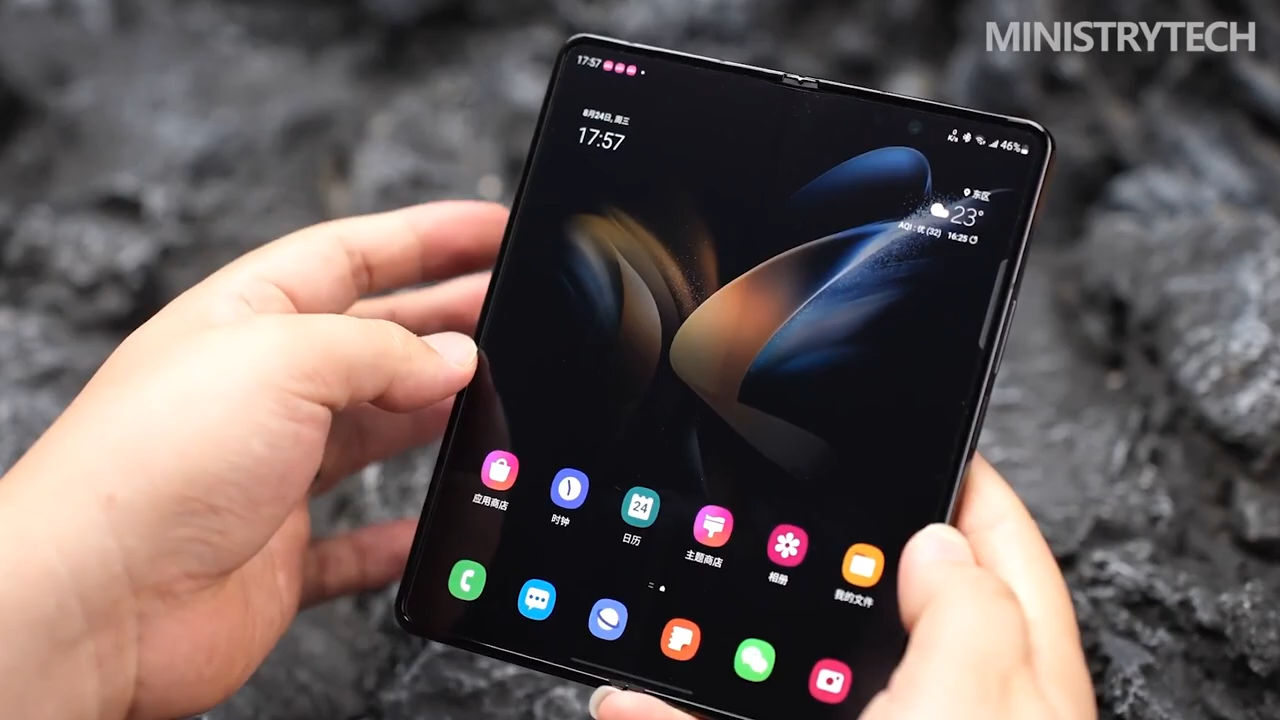 MINISTRYTECH
17:57
46%
8月24日, 周三
17:57
东区
23°
AQI : 优 (32) 16:25
应用商店
时钟
24
日历
主题商店
相册
我的文件